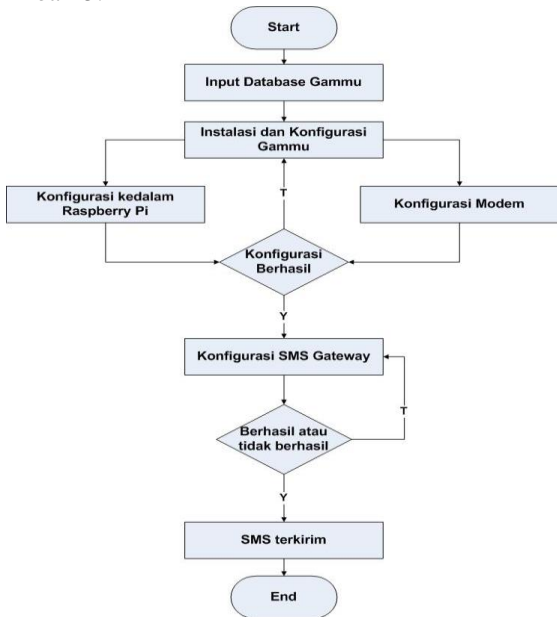 Start
Input Database Gammu
Instalasi dan Konfigurasi
Gammu
Konfigurasi kedalam
Raspberry Pi
T
Konfigurasi Modem
Konfigurasi
Berhasil
Y
Konfigurasi SMS Gateway
T
Berhasil atau
tidak berhasil
Y
SMS terkirim
End